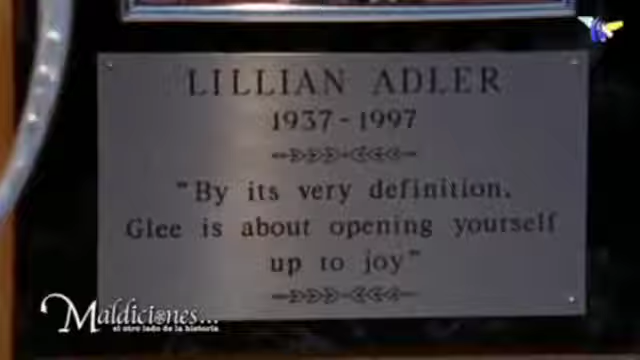 LILLIAN ADLER
1937-1997
"By its very definition,
Glee is about opening yourself
up to joy"
Maldiciones...
el otro lado de la historia